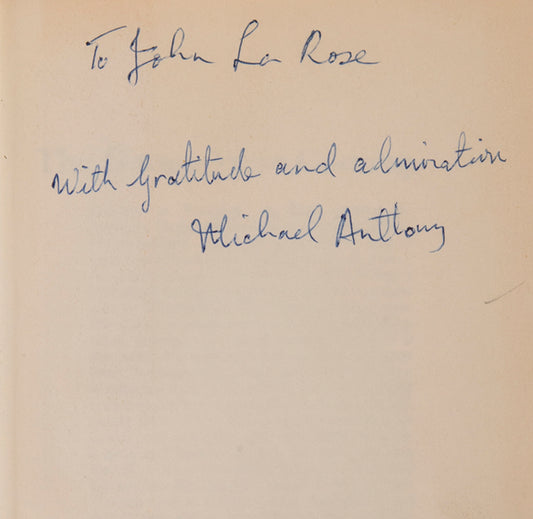 To John La Rose
With gratitude and admiration
Michael Anthony